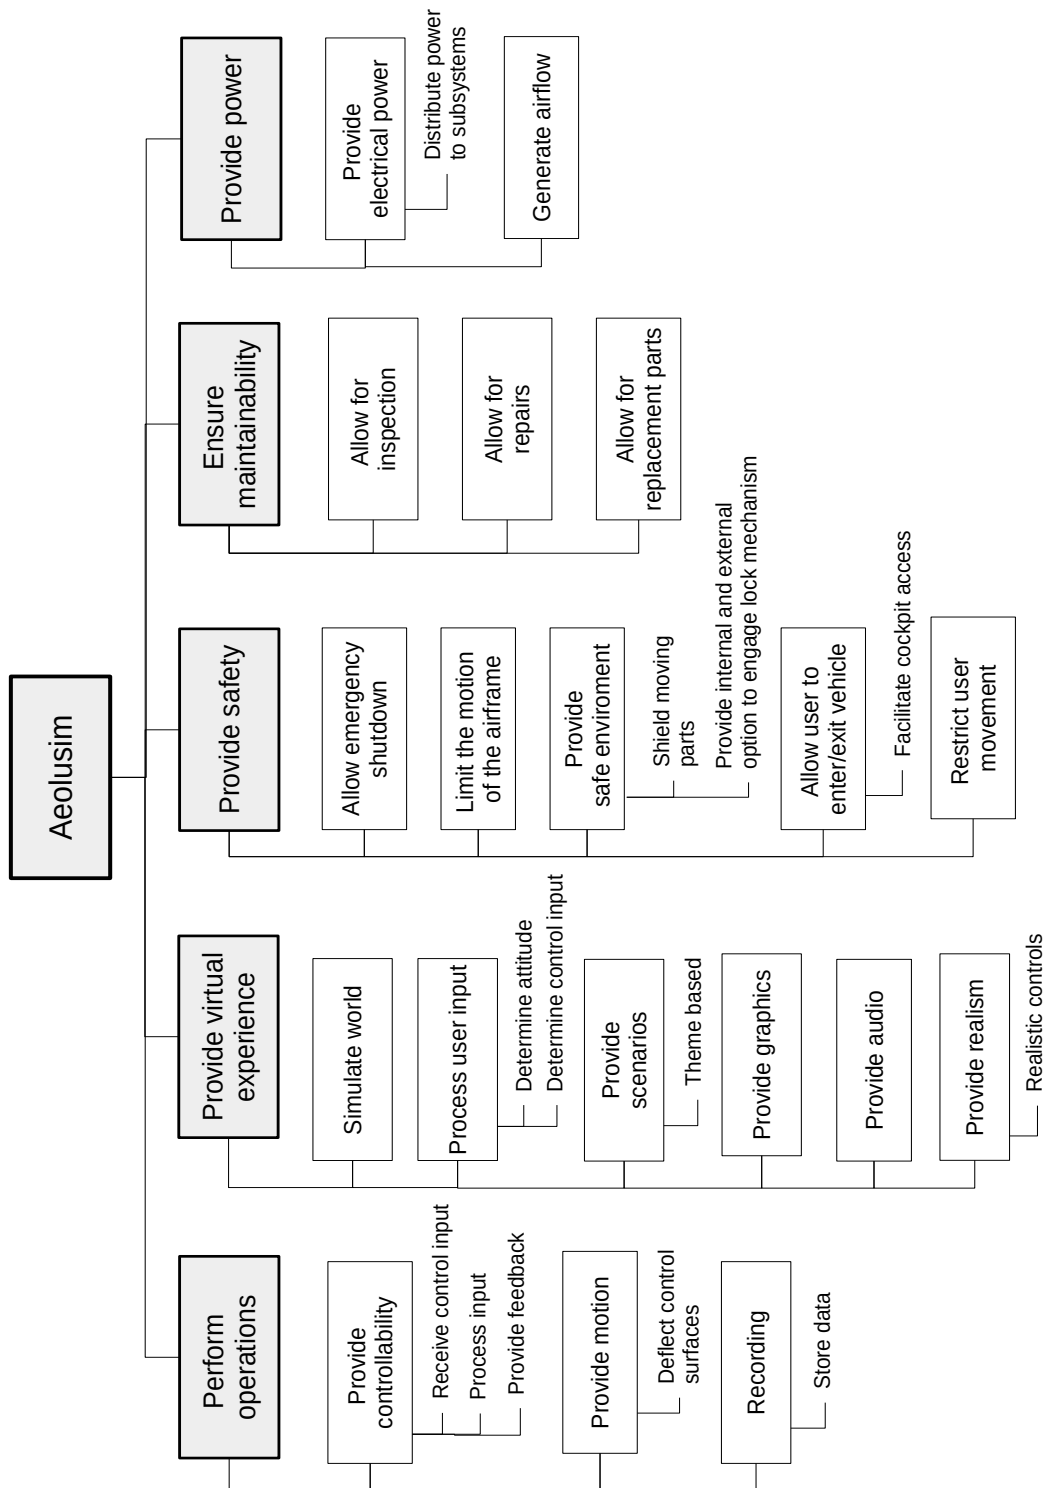 Aeolusim
Perform
operations
Provide
controllability
Receive control input
Process input
Provide feedback
Provide motion
Deflect control
surfaces
Recording
Store data
Provide virtual
experience
Simulate world
Process user input
Determine attitude
Determine control input
Provide
scenarios
Theme based
Provide graphics
Provide audio
Provide realism
Realistic controls
Provide safety
Allow emergency
shutdown
Limit the motion
of the airframe
Provide
safe enviroment
Shield moving
parts
Provide internal and external
option to engage lock mechanism
Allow user to
enter/exit vehicle
Facilitate cockpit access
Restrict user
movement
Ensure
maintainability
Allow for
inspection
Allow for
repairs
Allow for
replacement parts
Provide power
Provide
electrical power
Distribute power
to subsystems
Generate airflow